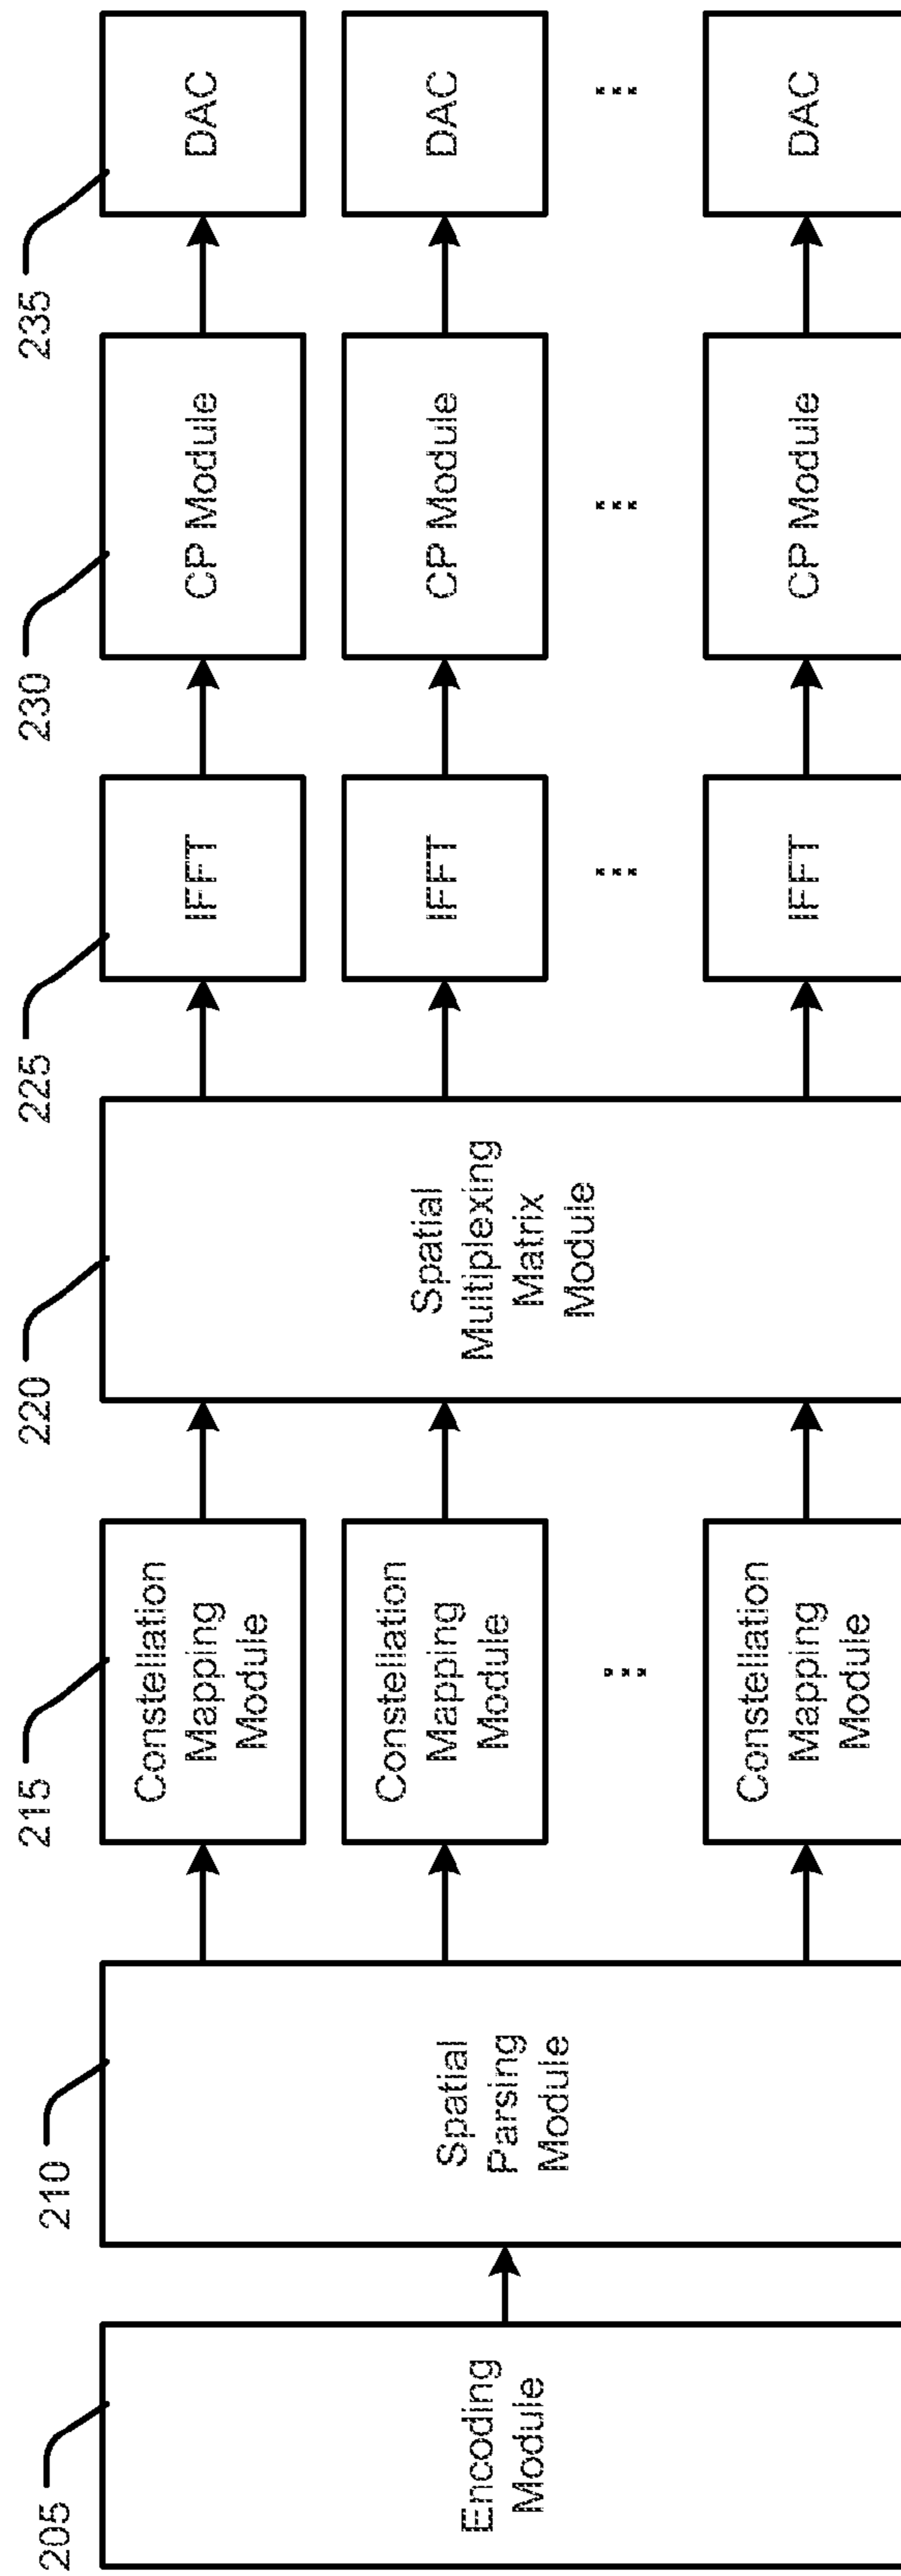 205
210
215
220
225
230
235
Encoding
Module
Spatial
Parsing
Module
Constellation
Mapping
Module
Spatial
Multiplexing
Matrix
Module
IFFT
CP Module
DAC
Constellation
Mapping
Module
IFFT
CP Module
DAC
...
...
...
...
Constellation
Mapping
Module
IFFT
CP Module
DAC